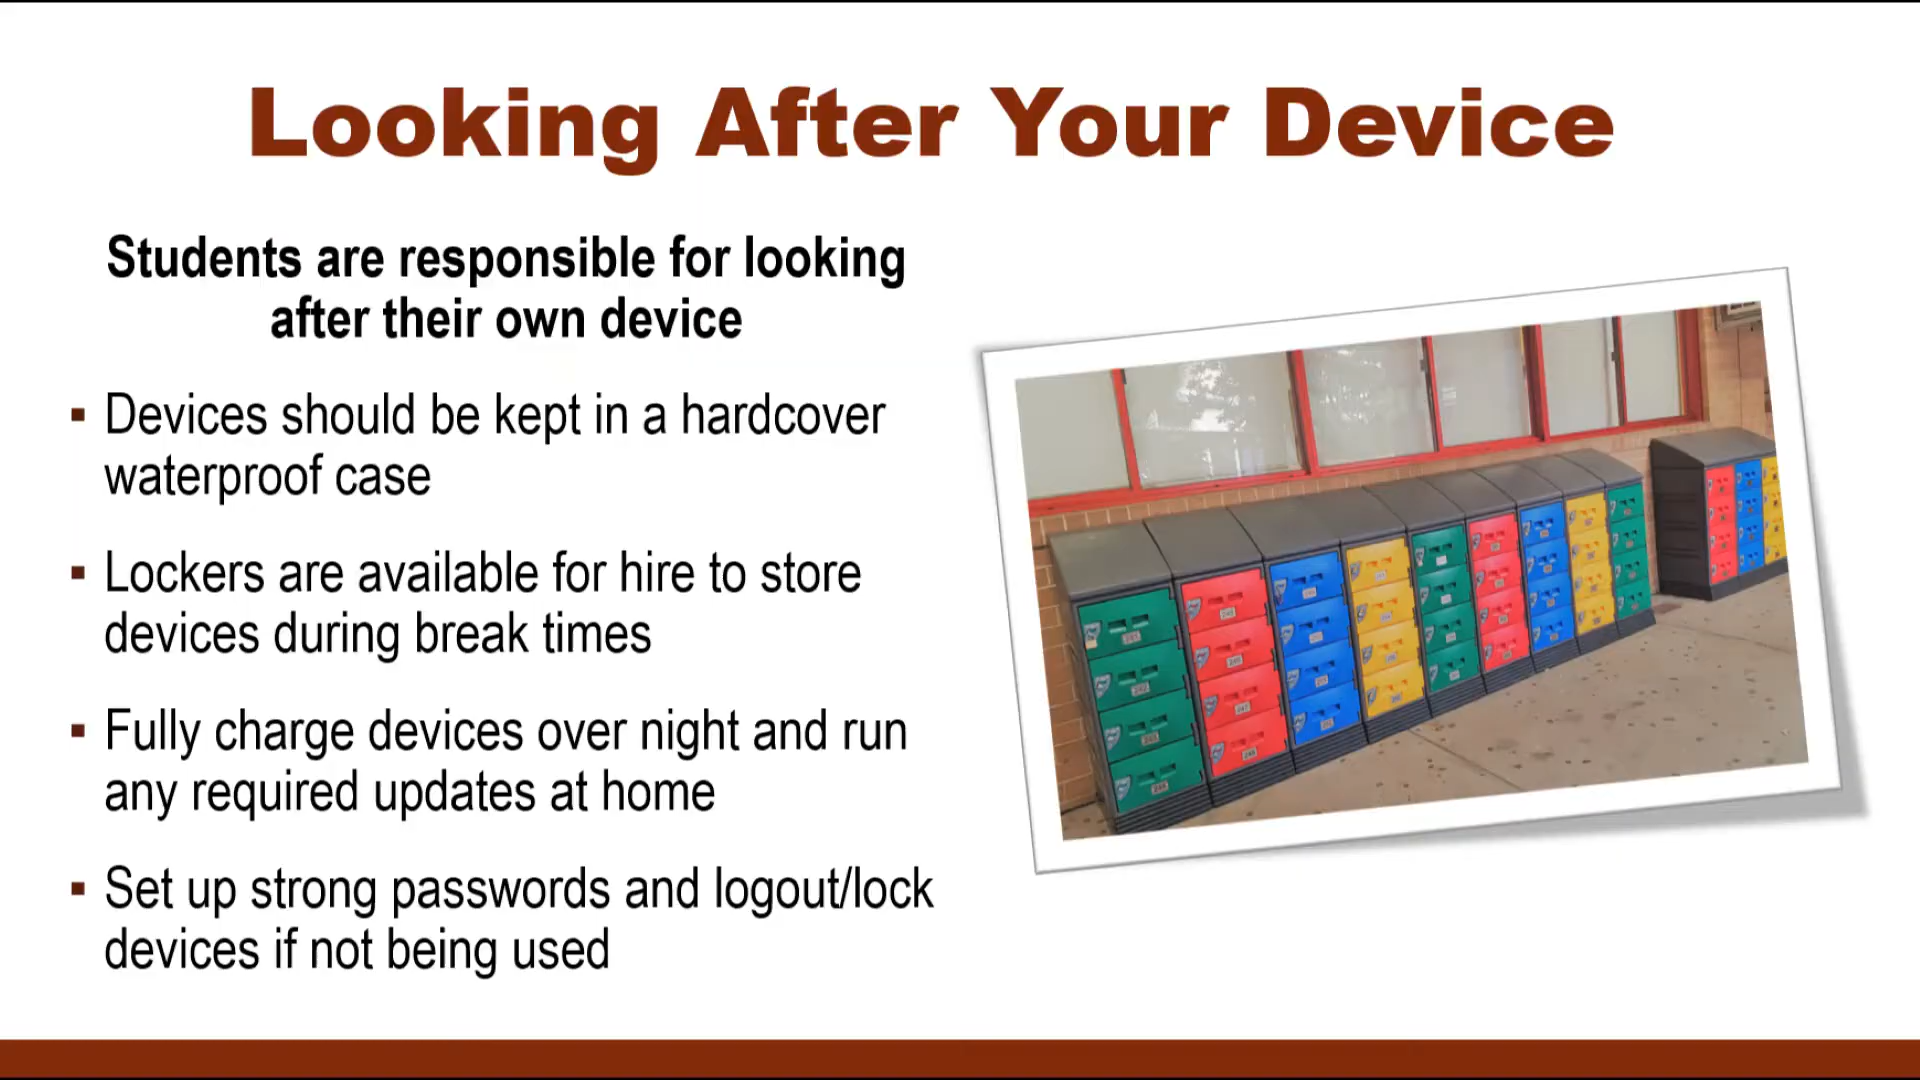 Looking After Your Device
Students are responsible for looking
after their own device
▪ Devices should be kept in a hardcover
waterproof case
▪ Lockers are available for hire to store
devices during break times
▪ Fully charge devices over night and run
any required updates at home
▪ Set up strong passwords and logout/lock
devices if not being used